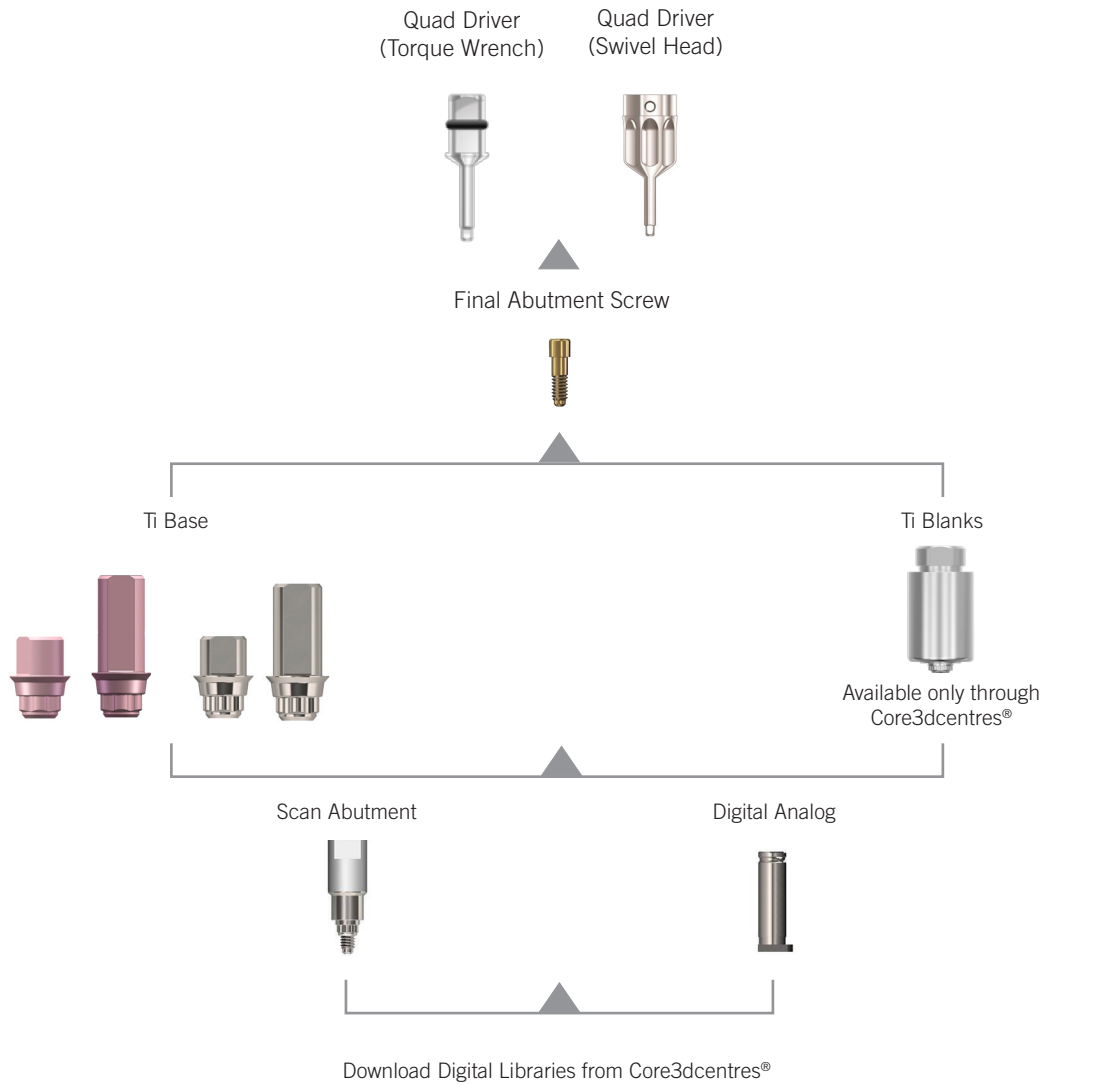 Quad Driver
(Torque Wrench)
Quad Driver
(Swivel Head)
Final Abutment Screw
Ti Base
Ti Blanks
Available only through
Core3dcentres®
Scan Abutment
Digital Analog
Download Digital Libraries from Core3dcentres®